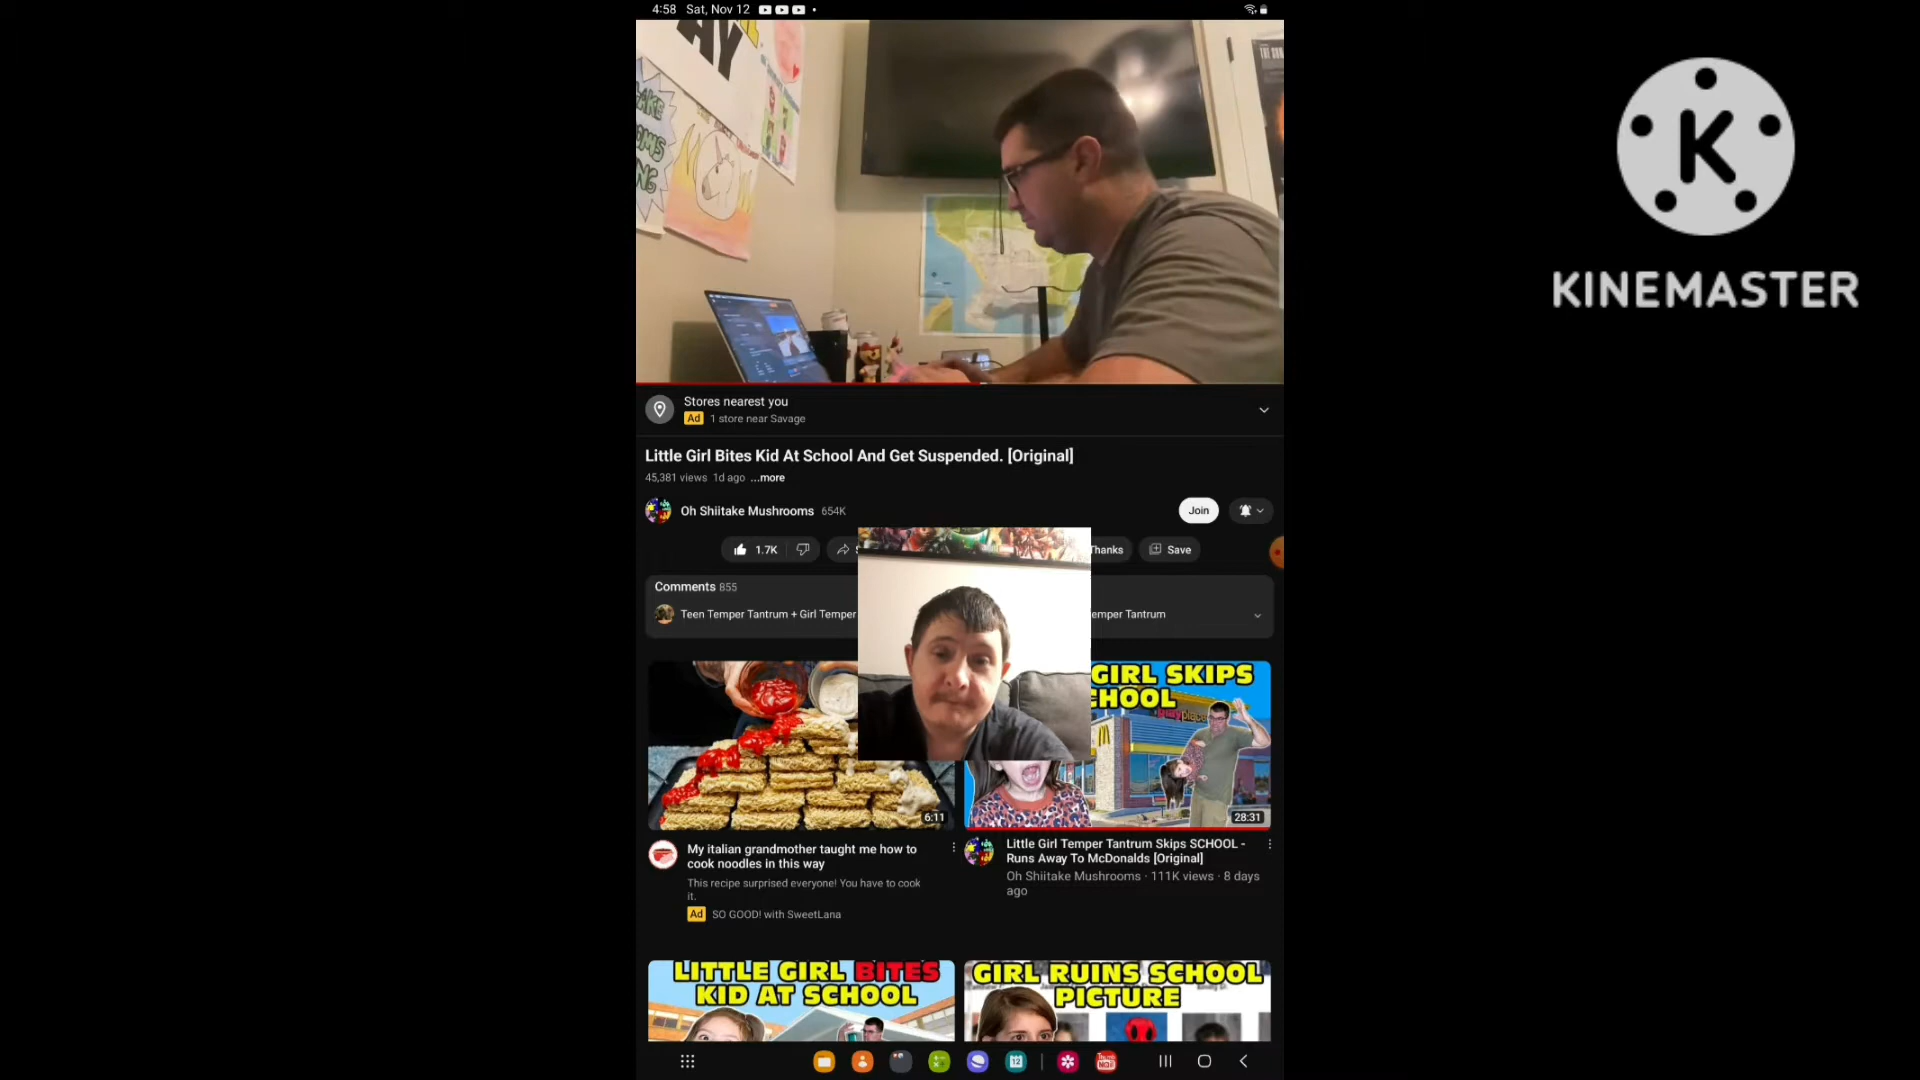 4:58 Sat, Nov 12
AY
Stores nearest you
Ad 1 store near Savage
Little Girl Bites Kid At School And Get Suspended. [Original]
45,381 views 1d ago ...more
Oh Shiitake Mushrooms 654K
Join
1.7K
Thanks
Save
Comments 855
Teen Temper Tantrum + Girl Temper
emper Tantrum
GIRL SKIPS
playplace
6:11
28:31
My italian grandmother taught me how to
cook noodles in this way
This recipe surprised everyone! You have to cook
it.
Ad SO GOOD! with SweetLana
Little Girl Temper Tantrum Skips SCHOOL -
Runs Away To McDonalds [Original]
Oh Shiitake Mushrooms · 111K views · 8 days
ago
LITTLE GIRL BITES
KID AT SCHOOL
GIRL RUINS SCHOOL
PICTURE
12
K
KINEMASTER